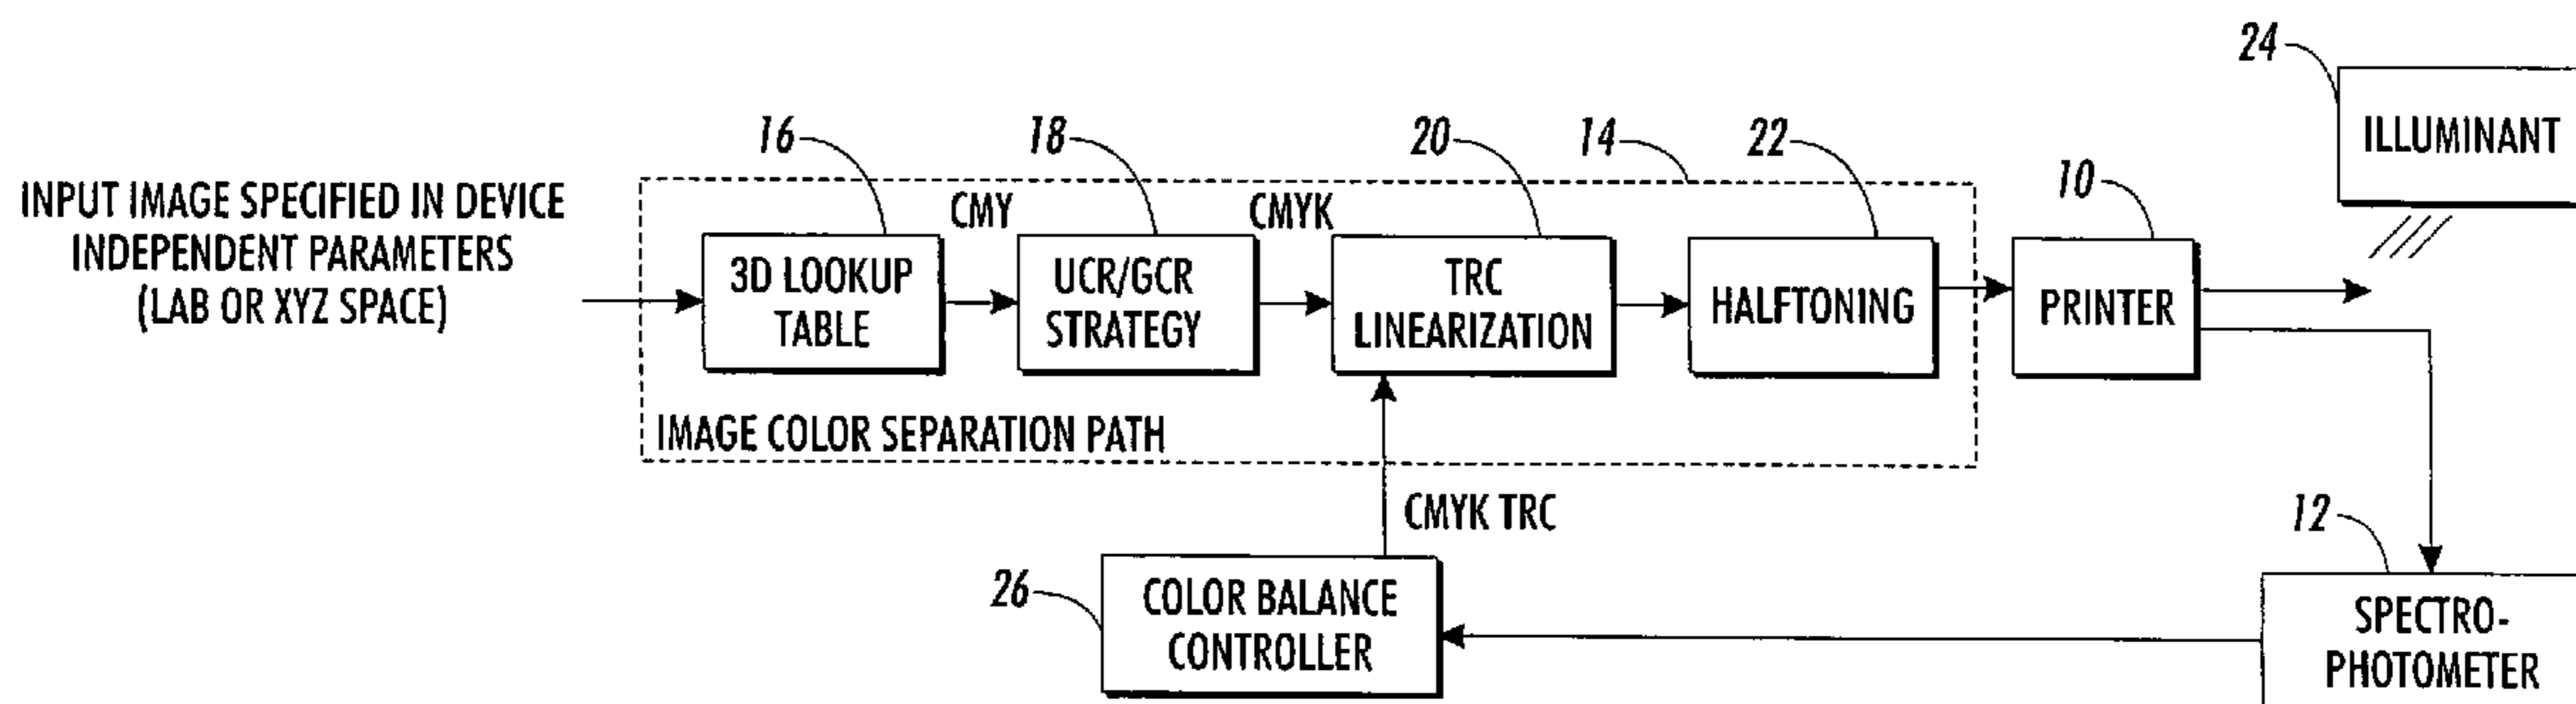 24
ILLUMINANT
16
18
20
14
22
10
INPUT IMAGE SPECIFIED IN DEVICE
INDEPENDENT PARAMETERS
(LAB OR XYZ SPACE)
CMY
CMYK
3D LOOKUP
TABLE
UCR/GCR
STRATEGY
TRC
LINEARIZATION
HALFTONING
PRINTER
IMAGE COLOR SEPARATION PATH
CMYK TRC
12
26
COLOR BALANCE
CONTROLLER
SPECTRO-
PHOTOMETER